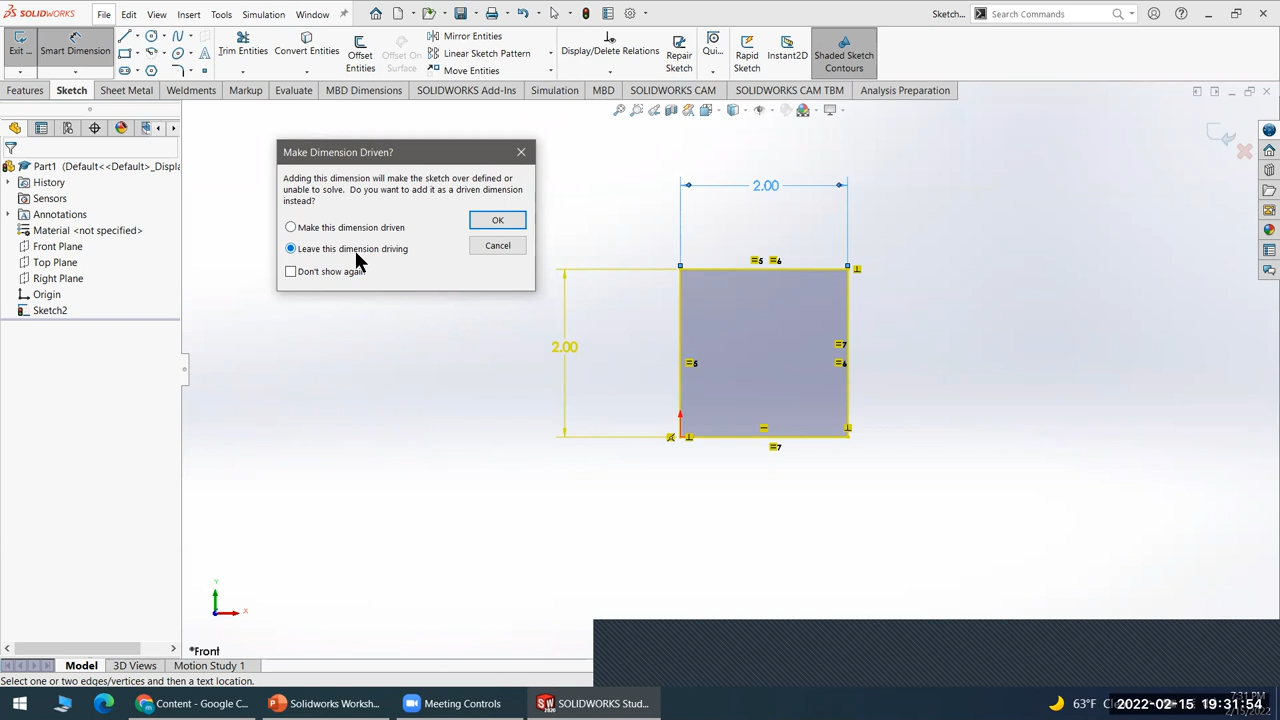 SOLIDWORKS
File
Edit
View
Insert
Tools
Simulation
Window
Sketch...
Search Commands
Exit ...
Smart Dimension
Trim Entities
Convert Entities
Offset Entities
Offset On Surface
Mirror Entities
Linear Sketch Pattern
Move Entities
Display/Delete Relations
Repair Sketch
Qui...
Rapid Sketch
Instant2D
Shaded Sketch Contours
Features
Sketch
Sheet Metal
Weldments
Markup
Evaluate
MBD Dimensions
SOLIDWORKS Add-Ins
Simulation
MBD
SOLIDWORKS CAM
SOLIDWORKS CAM TBM
Analysis Preparation
Part1 (Default<<Default>_Displa
History
Sensors
Annotations
Material <not specified>
Front Plane
Top Plane
Right Plane
Origin
Sketch2
Make Dimension Driven?
Adding this dimension will make the sketch over defined or
unable to solve. Do you want to add it as a driven dimension
instead?
Make this dimension driven
Leave this dimension driving
Don't show again
OK
Cancel
2.00
5 6
2.00
5
7
6
7
Y
X
*Front
Model
3D Views
Motion Study 1
Select one or two edges/vertices and then a text location.
Content - Google C...
SOLIDWORKS Worksh...
Meeting Controls
SOLIDWORKS Stud...
63°F
2022-02-15 19:31:54